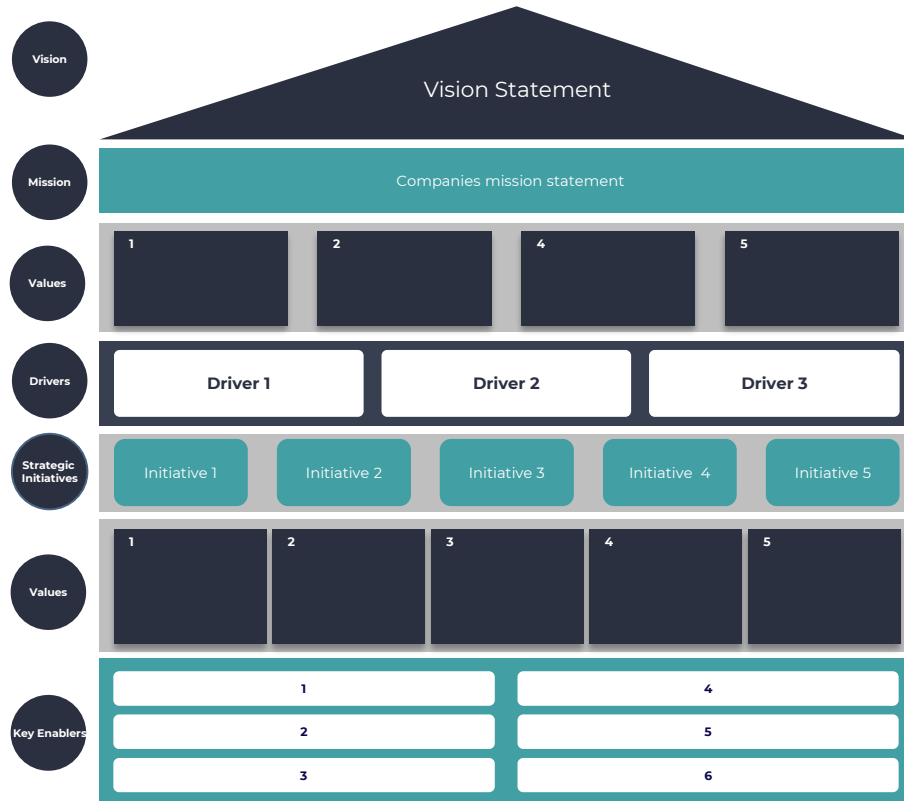 Vision
Vision Statement
Mission
Companies mission statement
Values
1
2
4
5
Drivers
Driver 1
Driver 2
Driver 3
Strategic
Initiatives
Initiative 1
Initiative 2
Initiative 3
Initiative  4
Initiative 5
Values
1
2
3
4
5
Key Enablers
1
4
2
5
3
6